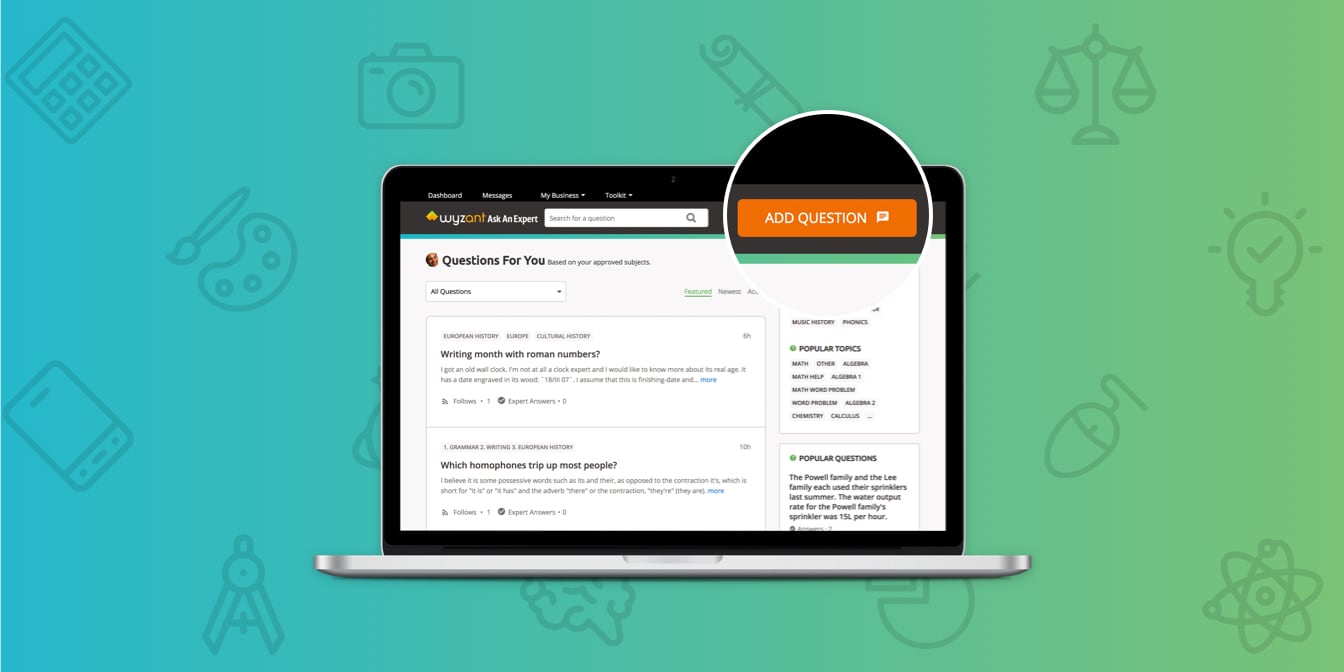 Dashboard Messages My Business Toolkit
wyzant Ask An Expert Search for a question
ADD QUESTION
Questions For You Based on your approved subjects.
All Questions
Featured Newest
MUSIC HISTORY PHONICS
EUROPEAN HISTORY EUROPE CULTURAL HISTORY 6h
Writing month with roman numbers?
I got an old wall clock. I'm not at all a clock expert and I would like to know more about its real age. It
has a date engraved in its wood: `18/III 07´. I assume that this is finishing-date and... more
Follows • 1 Expert Answers • 0
1. GRAMMAR 2. WRITING 3. EUROPEAN HISTORY 10h
Which homophones trip up most people?
I believe it is some possessive words such as its and their, as opposed to the contraction it's, which is
short for "it is" or "it has" and the adverb "there" or the contraction, "they're" (they are). more
Follows • 1 Expert Answers • 0
POPULAR TOPICS
MATH OTHER ALGEBRA
MATH HELP ALGEBRA 1
MATH WORD PROBLEM
WORD PROBLEM ALGEBRA 2
CHEMISTRY CALCULUS ...
POPULAR QUESTIONS
The Powell family and the Lee
family each used their sprinklers
last summer. The water output
rate for the Powell family's
sprinkler was 15L per hour.
Answers • 2